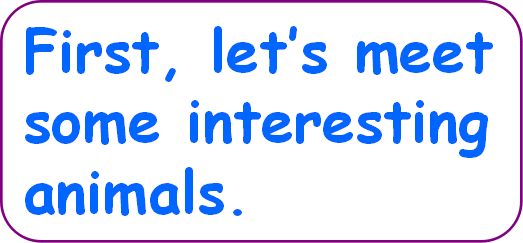 First, let's meet
some interesting
animals.